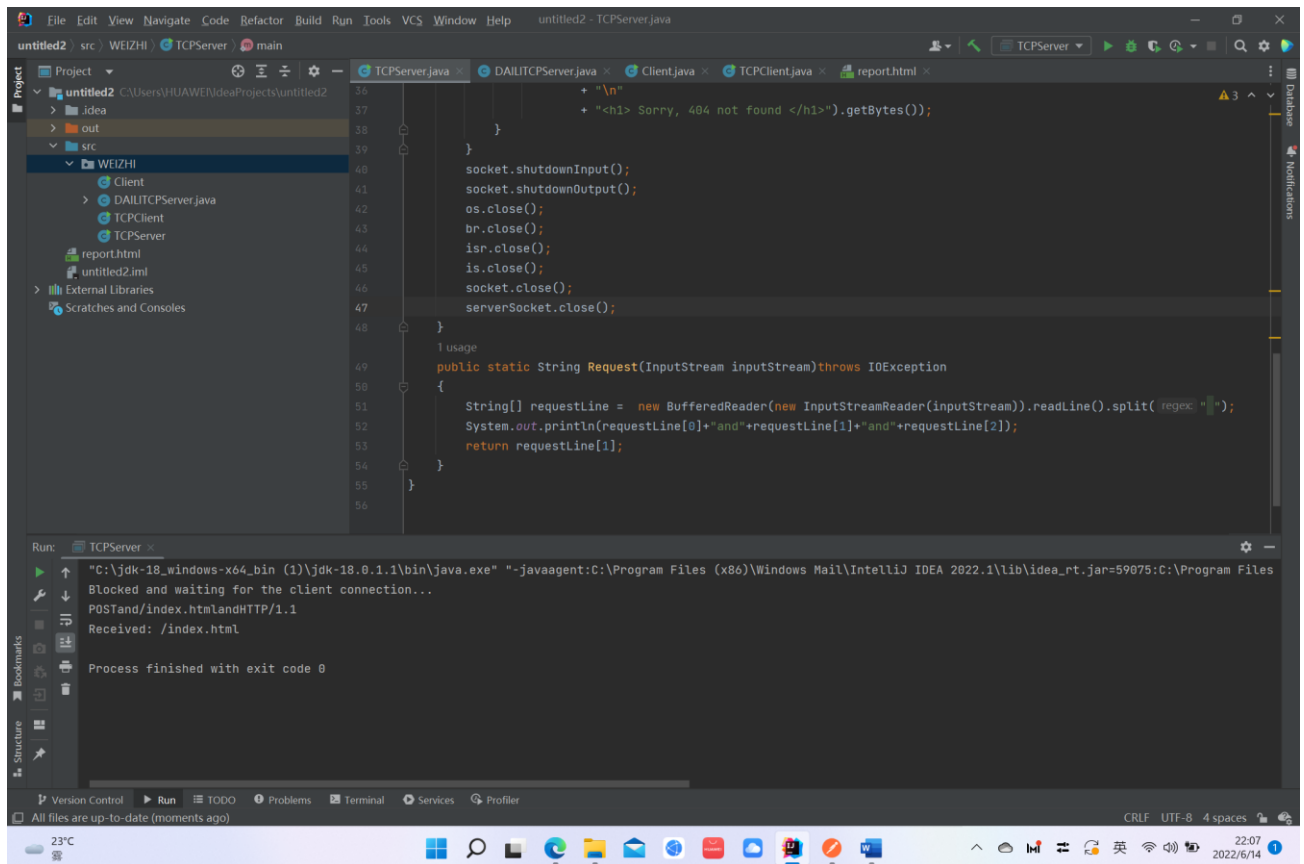 File Edit View Navigate Code Refactor Build Run Tools VCS Window Help untitled2 - TCPServer.java
untitled2 〉 src 〉 WEIZHI 〉 TCPServer 〉 main TCPServer
Project TCPServer.java DAILITCPServer.java Client.java TCPClient.java report.html
untitled2 C:\Users\HUAWEI\IdeaProjects\untitled2
.idea
out
src
WEIZHI
Client
DAILITCPServer.java
TCPClient
TCPServer
report.html
untitled2.iml
External Libraries
Scratches and Consoles
Project
Bookmarks
Structure
36 + "\n"
37 + "<h1> Sorry, 404 not found </h1>").getBytes());
38 }
39 }
40 socket.shutdownInput();
41 socket.shutdownOutput();
42 os.close();
43 br.close();
44 isr.close();
45 is.close();
46 socket.close();
47 serverSocket.close();
48 }
1 usage
49 public static String Request(InputStream inputStream)throws IOException
50 {
51 String[] requestLine = new BufferedReader(new InputStreamReader(inputStream)).readLine().split( regex: " ");
52 System.out.println(requestLine[0]+"and"+requestLine[1]+"and"+requestLine[2]);
53 return requestLine[1];
54 }
55 }
56
3
Database
Notifications
Run: TCPServer
"C:\jdk-18_windows-x64_bin (1)\jdk-18.0.1.1\bin\java.exe" "-javaagent:C:\Program Files (x86)\Windows Mail\IntelliJ IDEA 2022.1\lib\idea_rt.jar=59075:C:\Program Files
Blocked and waiting for the client connection...
POSTand/index.htmlandHTTP/1.1
Received: /index.html
Process finished with exit code 0
Version Control Run TODO Problems Terminal Services Profiler
All files are up-to-date (moments ago) CRLF UTF-8 4 spaces
23°C
雾
英
22:07
2022/6/14
1